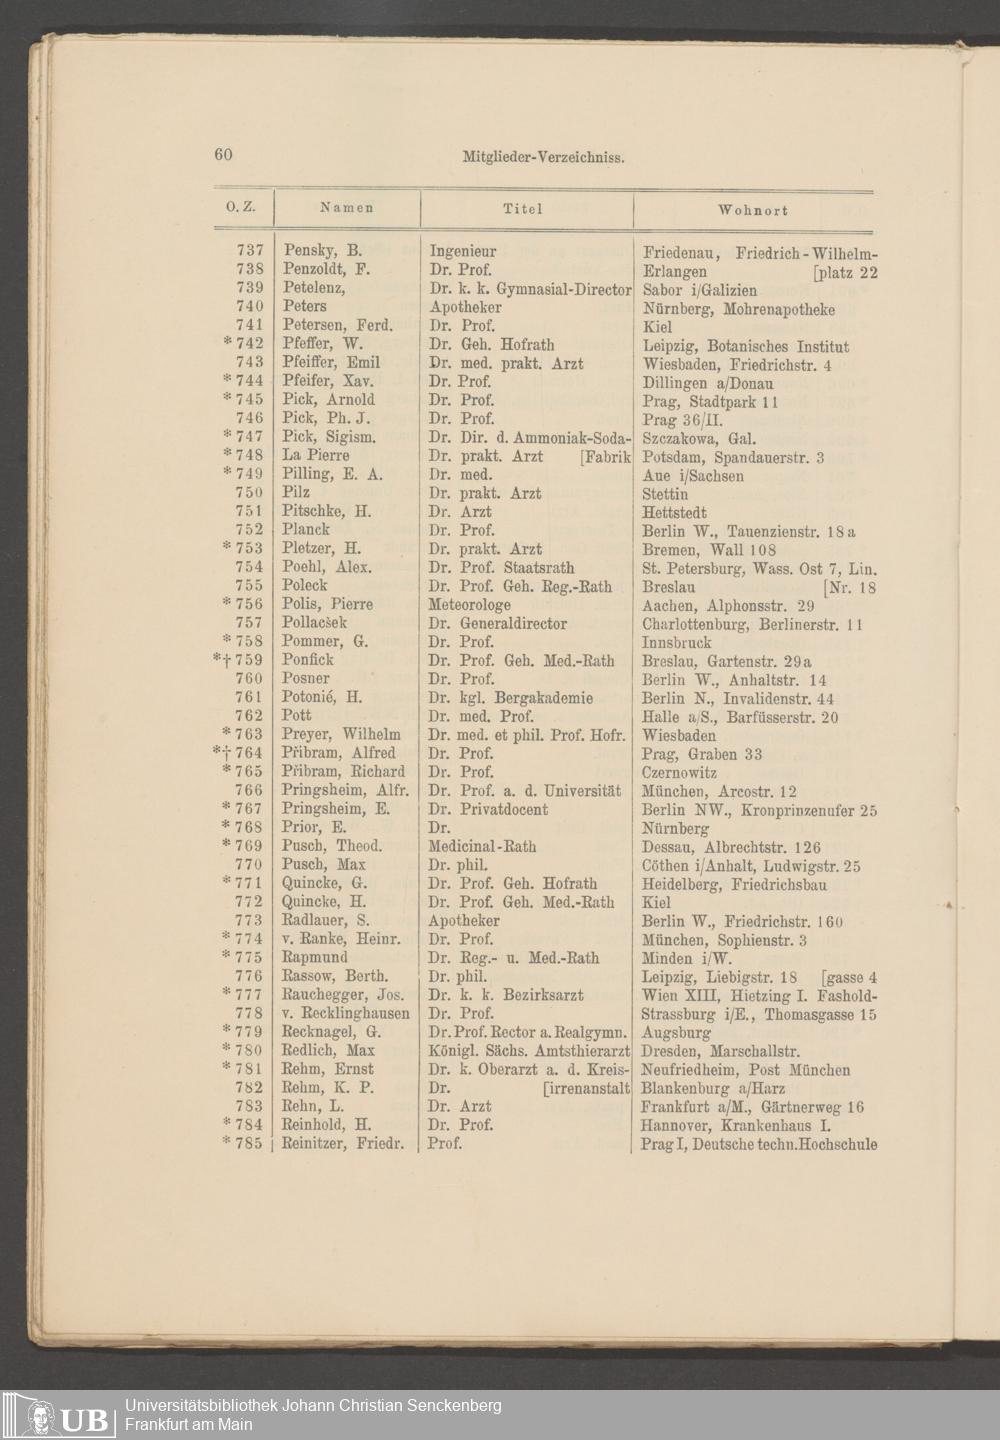 60 Mitglieder-Verzeichniss.
O. Z. Namen Titel Wohnort
737 Pensky, B. Ingenieur Friedenau, Friedrich-Wilhelm-
738 Penzoldt, F. Dr. Prof. Erlangen [platz 22
739 Petelenz, Dr. k. k. Gymnasial-Director Sabor i/Galizien
740 Peters Apotheker Nürnberg, Mohrenapotheke
741 Petersen, Ferd. Dr. Prof. Kiel
* 742 Pfeffer, W. Dr. Geh. Hofrath Leipzig, Botanisches Institut
743 Pfeiffer, Emil Dr. med. prakt. Arzt Wiesbaden, Friedrichstr. 4
* 744 Pfeifer, Xav. Dr. Prof. Dillingen a/Donau
* 745 Pick, Arnold Dr. Prof. Prag, Stadtpark 11
746 Pick, Ph. J. Dr. Prof. Prag 36/II.
* 747 Pick, Sigism. Dr. Dir. d. Ammoniak-Soda- Szczakowa, Gal.
* 748 La Pierre Dr. prakt. Arzt [Fabrik Potsdam, Spandauerstr. 3
* 749 Pilling, E. A. Dr. med. Aue i/Sachsen
750 Pilz Dr. prakt. Arzt Stettin
751 Pitschke, H. Dr. Arzt Hettstedt
752 Planck Dr. Prof. Berlin W., Tauenzienstr. 18a
* 753 Pletzer, H. Dr. prakt. Arzt Bremen, Wall 108
754 Poehl, Alex. Dr. Prof. Staatsrath St. Petersburg, Wass. Ost 7, Lin.
755 Poleck Dr. Prof. Geh. Reg.-Rath Breslau [Nr. 18
* 756 Polis, Pierre Meteorologe Aachen, Alphonsstr. 29
757 Pollacšek Dr. Generaldirector Charlottenburg, Berlinerstr. 11
* 758 Pommer, G. Dr. Prof. Innsbruck
*† 759 Ponfick Dr. Prof. Geh. Med.-Rath Breslau, Gartenstr. 29a
760 Posner Dr. Prof. Berlin W., Anhaltstr. 14
761 Potonié, H. Dr. kgl. Bergakademie Berlin N., Invalidenstr. 44
762 Pott Dr. med. Prof. Halle a/S., Barfüsserstr. 20
* 763 Preyer, Wilhelm Dr. med. et phil. Prof. Hofr. Wiesbaden
*† 764 Přibram, Alfred Dr. Prof. Prag, Graben 33
* 765 Přibram, Richard Dr. Prof. Czernowitz
766 Pringsheim, Alfr. Dr. Prof. a. d. Universität München, Arcostr. 12
* 767 Pringsheim, E. Dr. Privatdocent Berlin NW., Kronprinzenufer 25
* 768 Prior, E. Dr. Nürnberg
* 769 Pusch, Theod. Medicinal-Rath Dessau, Albrechtstr. 126
770 Pusch, Max Dr. phil. Cöthen i/Anhalt, Ludwigstr. 25
* 771 Quincke, G. Dr. Prof. Geh. Hofrath Heidelberg, Friedrichsbau
772 Quincke, H. Dr. Prof. Geh. Med.-Rath Kiel
773 Radlauer, S. Apotheker Berlin W., Friedrichstr. 160
* 774 v. Ranke, Heinr. Dr. Prof. München, Sophienstr. 3
* 775 Rapmund Dr. Reg.- u. Med.-Rath Minden i/W.
776 Rassow, Berth. Dr. phil. Leipzig, Liebigstr. 18 [gasse 4
* 777 Rauchegger, Jos. Dr. k. k. Bezirksarzt Wien XIII, Hietzing I. Fashold-
778 v. Recklinghausen Dr. Prof. Strassburg i/E., Thomasgasse 15
* 779 Recknagel, G. Dr. Prof. Rector a. Realgymn. Augsburg
* 780 Redlich, Max Königl. Sächs. Amtsthierarzt Dresden, Marschallstr.
* 781 Rehm, Ernst Dr. k. Oberarzt a. d. Kreis- Neufriedheim, Post München
782 Rehm, K. P. Dr. [irrenanstalt Blankenburg a/Harz
783 Rehn, L. Dr. Arzt Frankfurt a/M., Gärtnerweg 16
* 784 Reinhold, H. Dr. Prof. Hannover, Krankenhaus I.
* 785 Reinitzer, Friedr. Prof. Prag I, Deutsche techn. Hochschule
UB Universitätsbibliothek Johann Christian Senckenberg
Frankfurt am Main